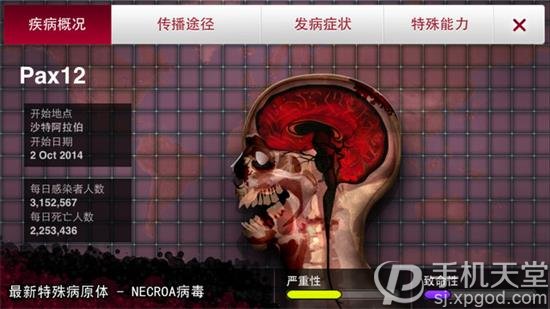 疾病概况
传播途径
发病症状
特殊能力
Pax12
开始地点
沙特阿拉伯
开始日期
2 Oct 2014
每日感染者人数
3,152,567
每日死亡人数
2,253,436
最新特殊病原体 - NECROA病毒
严重性
致命性
手机天堂
sj.xpgod.com